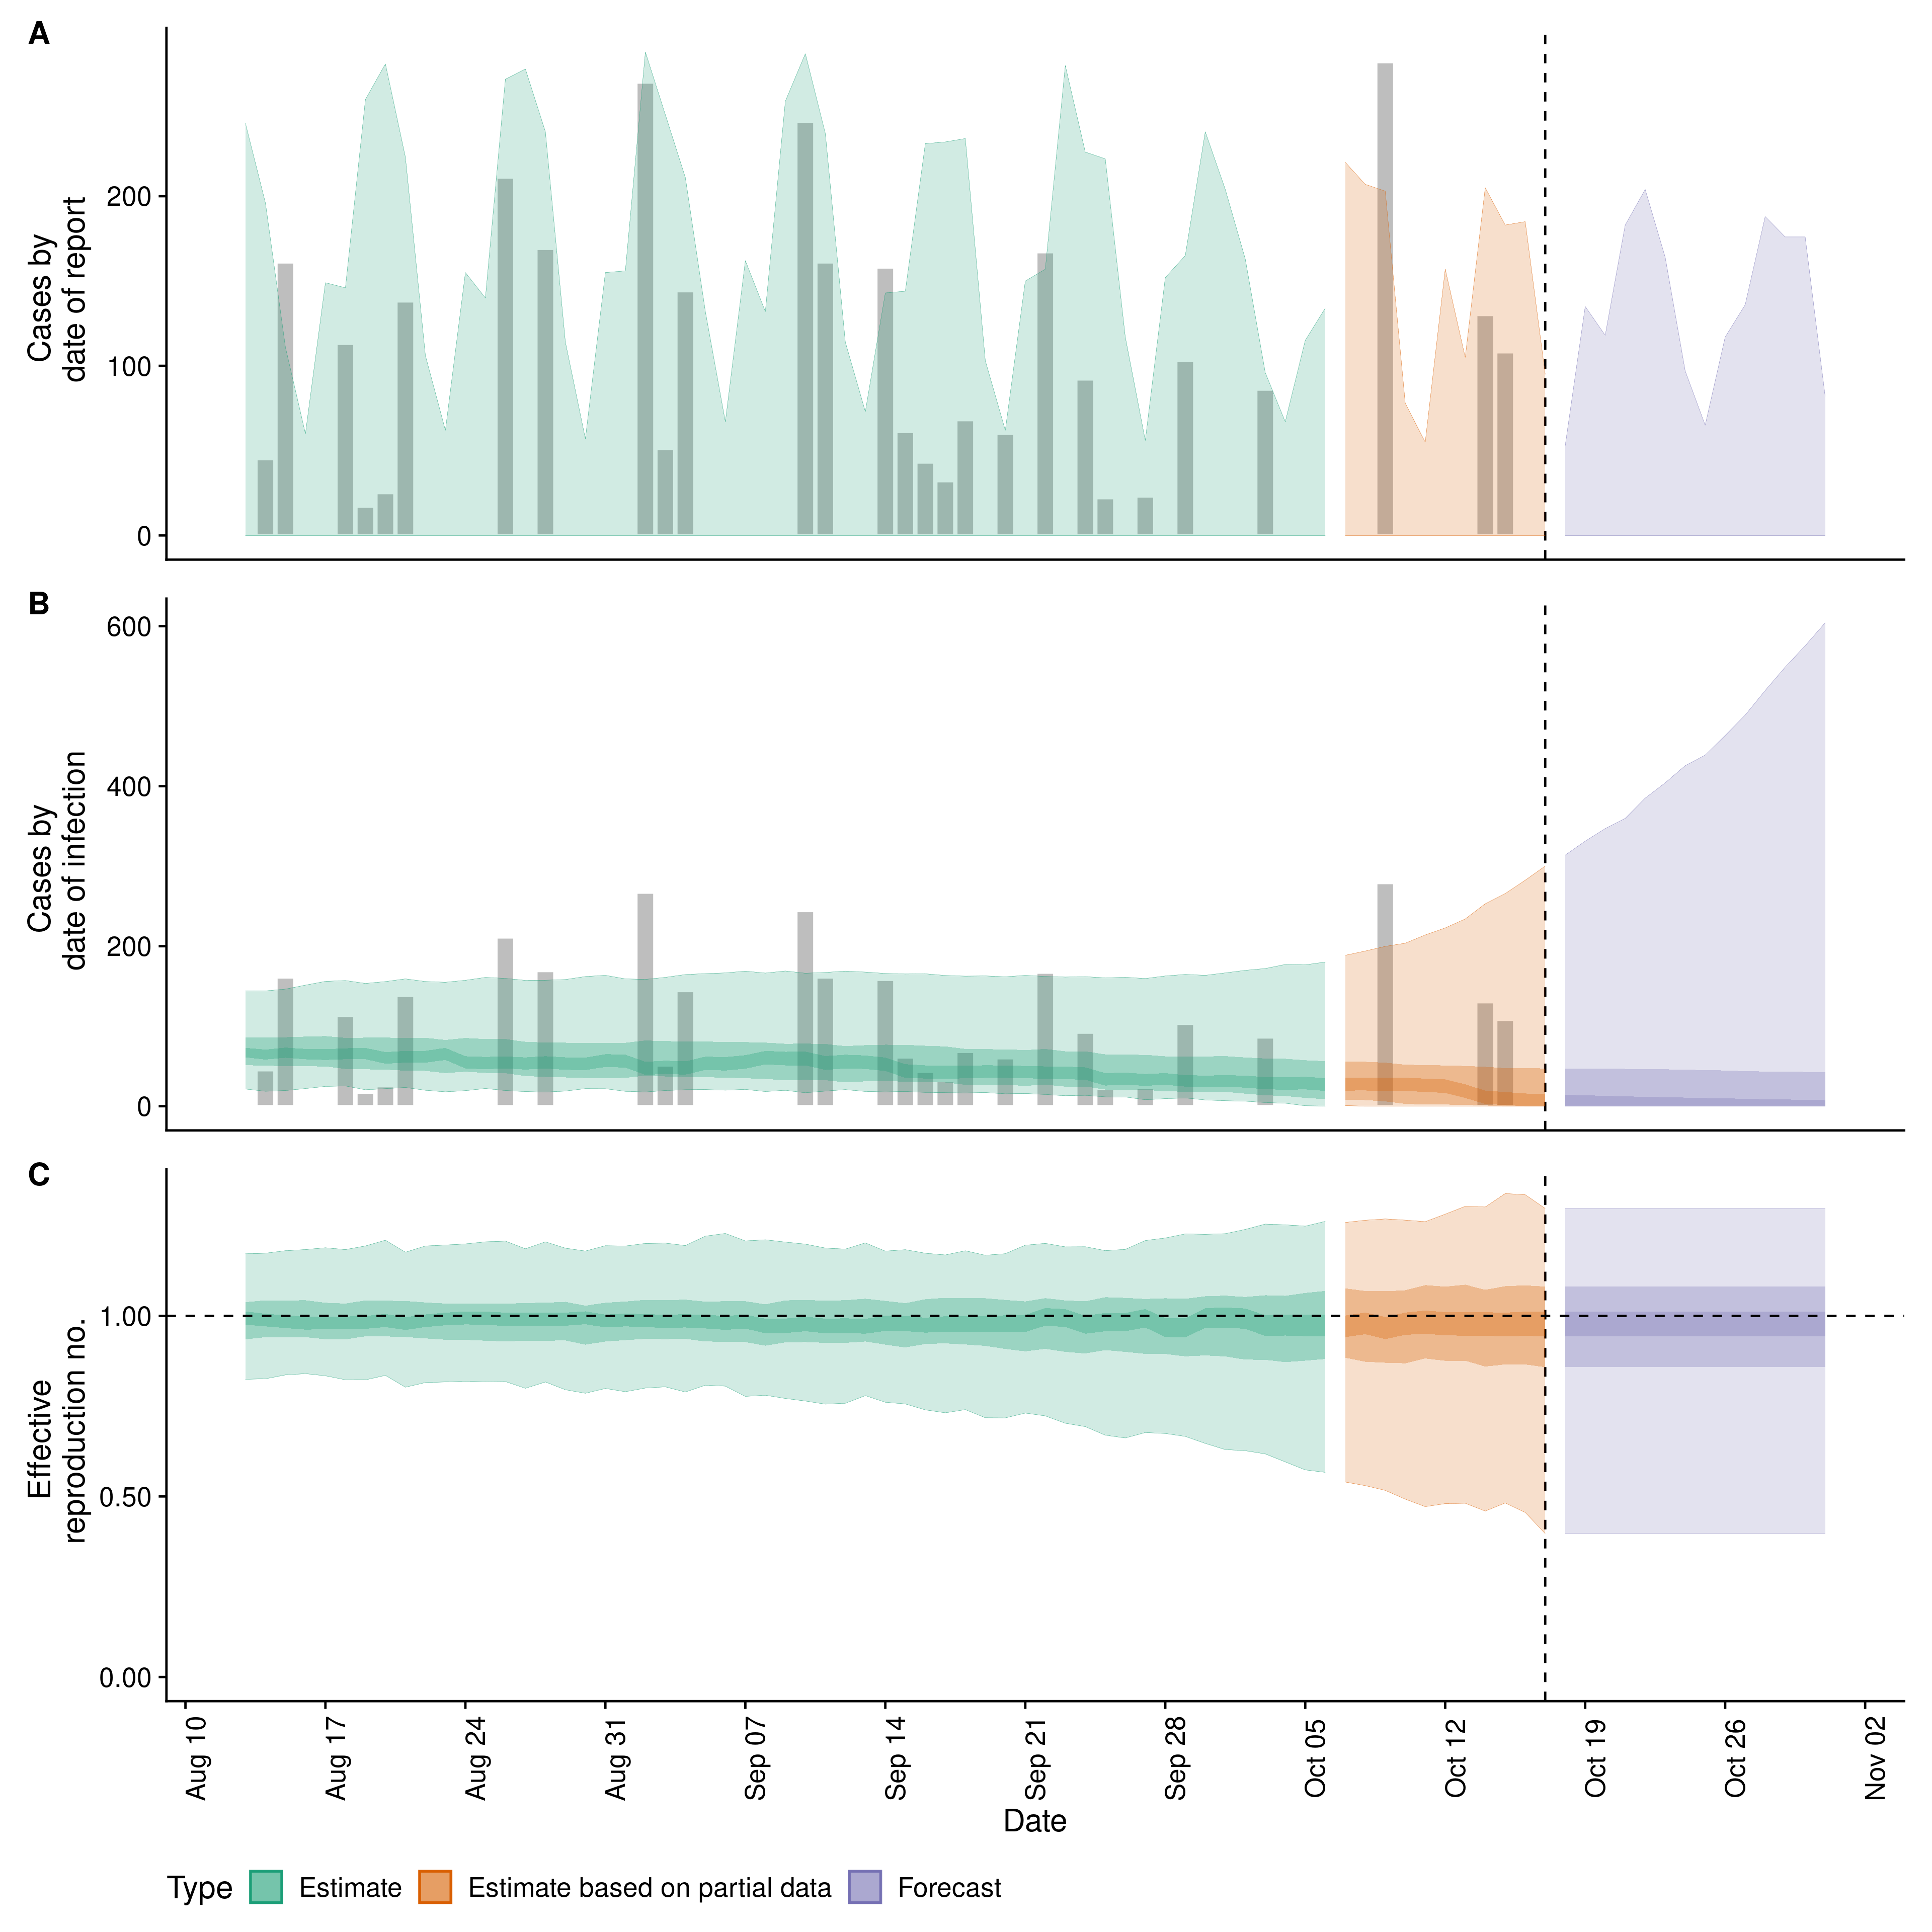 A
Cases by
date of report
200
100
0
B
Cases by
date of infection
600
400
200
0
C
Effective
reproduction no.
1.00
0.50
0.00
Aug 10
Aug 17
Aug 24
Aug 31
Sep 07
Sep 14
Sep 21
Sep 28
Oct 05
Oct 12
Oct 19
Oct 26
Nov 02
Date
Type Estimate Estimate based on partial data Forecast